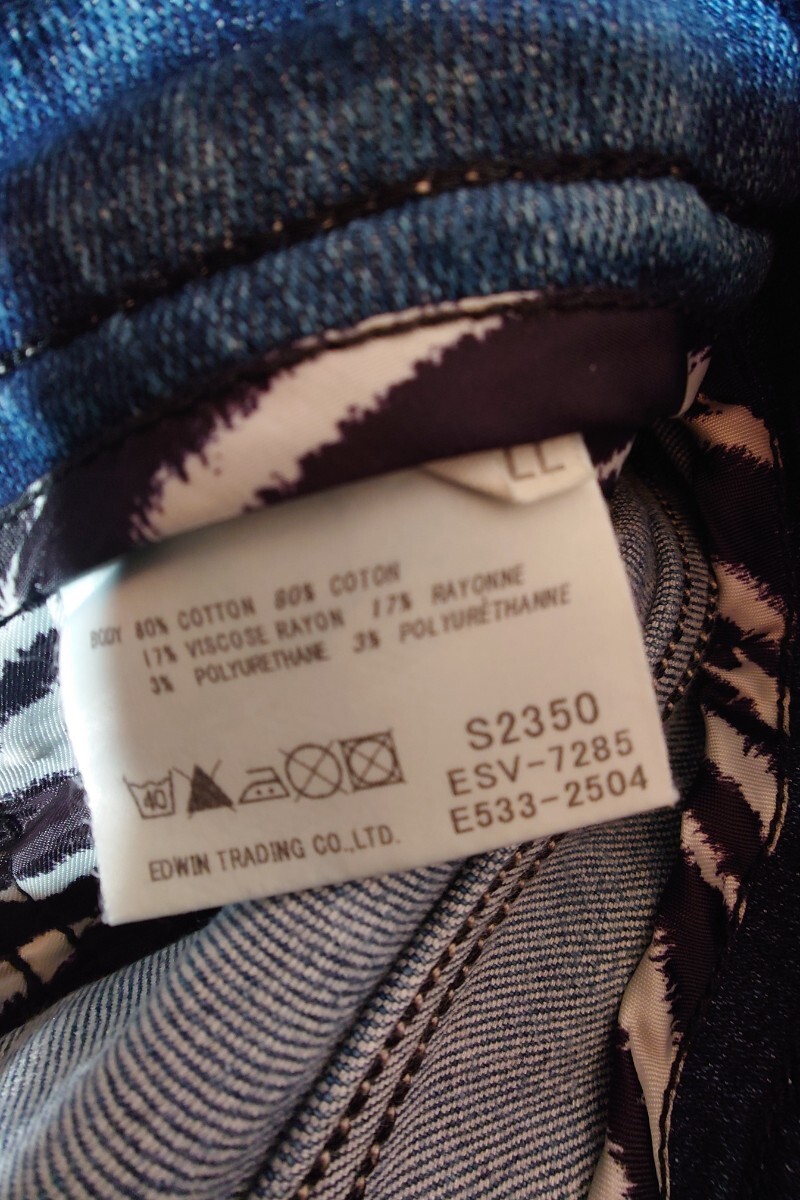 LL
BODY 80% COTTON 80% COTON
17% VISCOSE RAYON 17% RAYONNE
3% POLYURETHANE 3% POLYURÉTHANNE
40
S2350
ESV-7285
E533-2504
EDWIN TRADING CO.,LTD.